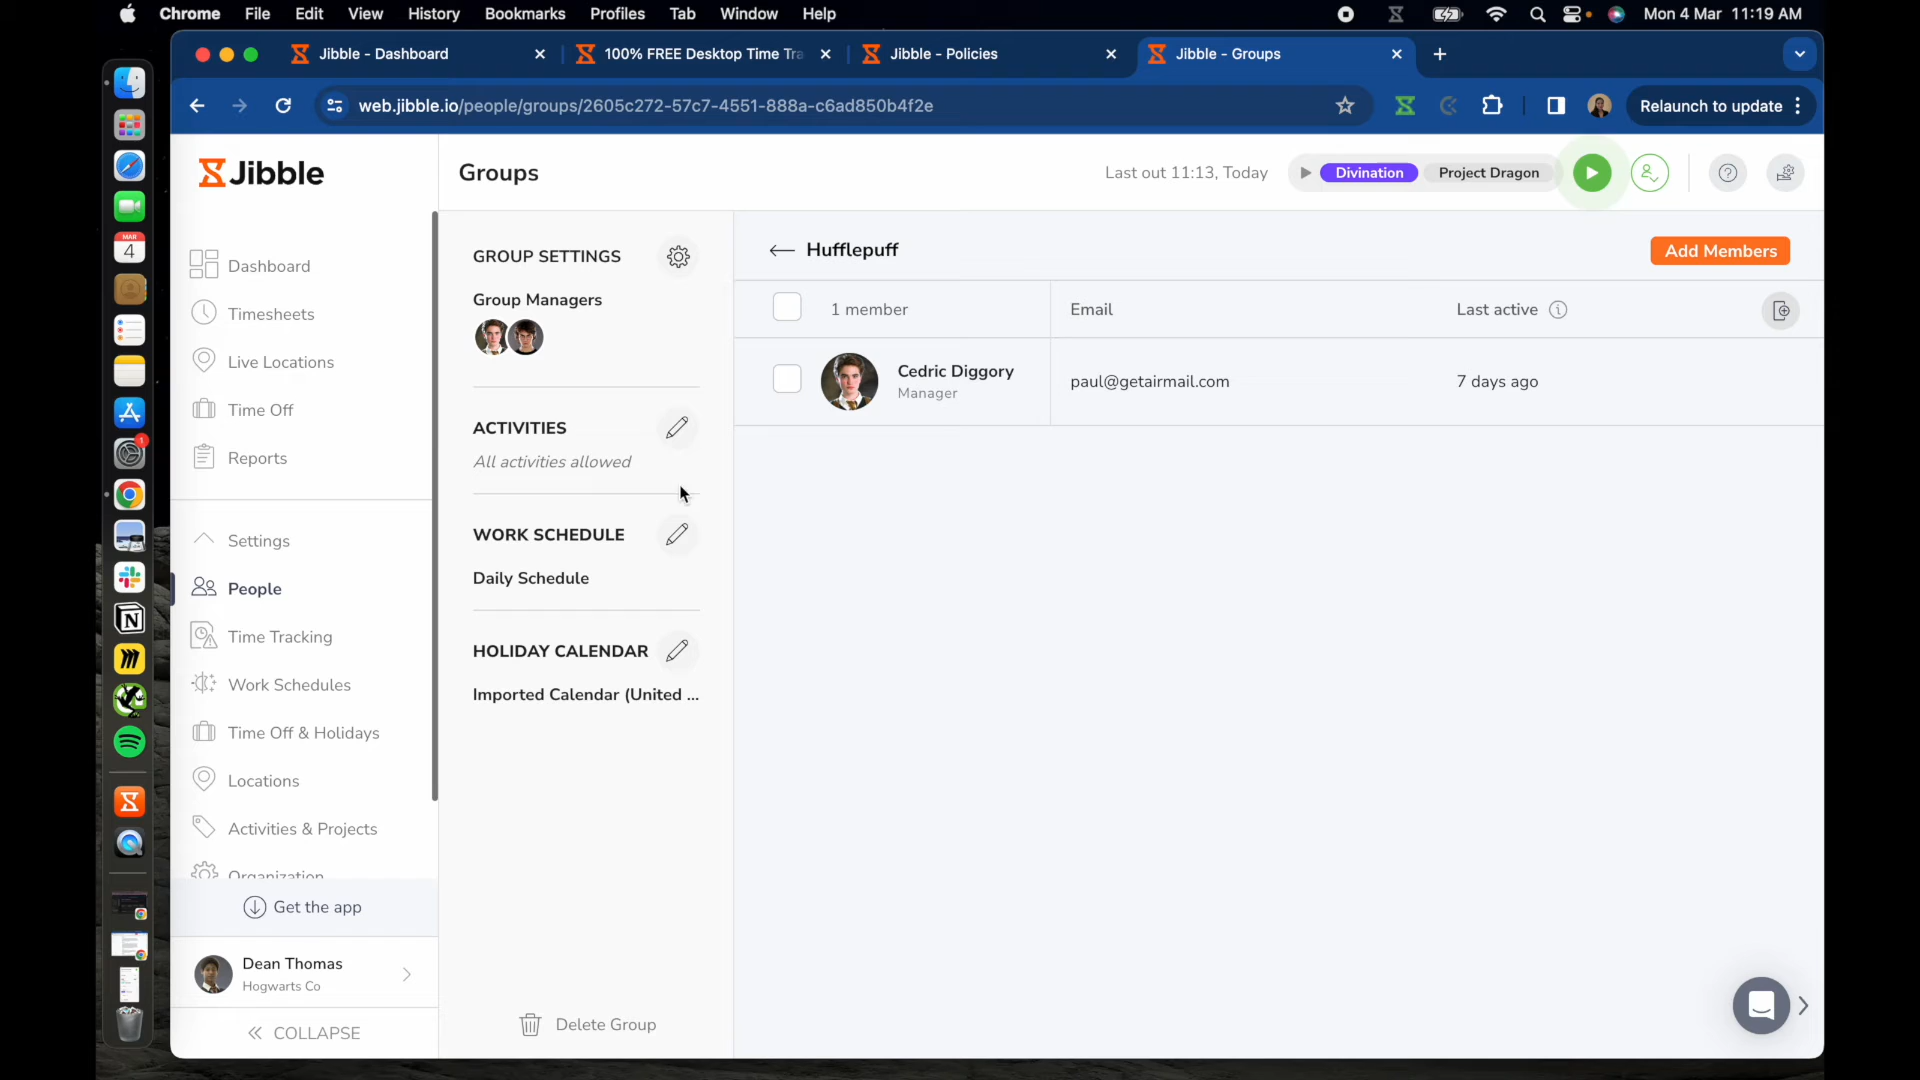 Chrome File Edit View History Bookmarks Profiles Tab Window Help
Mon 4 Mar 11:19 AM
Jibble - Dashboard
100% FREE Desktop Time Tra
Jibble - Policies
Jibble - Groups
web.jibble.io/people/groups/2605c272-57c7-4551-888a-c6ad850b4f2e
Relaunch to update
Jibble
Groups
Last out 11:13, Today
Divination
Project Dragon
Dashboard
Timesheets
Live Locations
Time Off
Reports
Settings
People
Time Tracking
Work Schedules
Time Off & Holidays
Locations
Activities & Projects
Organization
Get the app
Dean Thomas
Hogwarts Co
COLLAPSE
GROUP SETTINGS
Group Managers
ACTIVITIES
All activities allowed
WORK SCHEDULE
Daily Schedule
HOLIDAY CALENDAR
Imported Calendar (United ...
Delete Group
Hufflepuff
Add Members
1 member
Email
Last active
Cedric Diggory
Manager
paul@getairmail.com
7 days ago
MAR
4
1